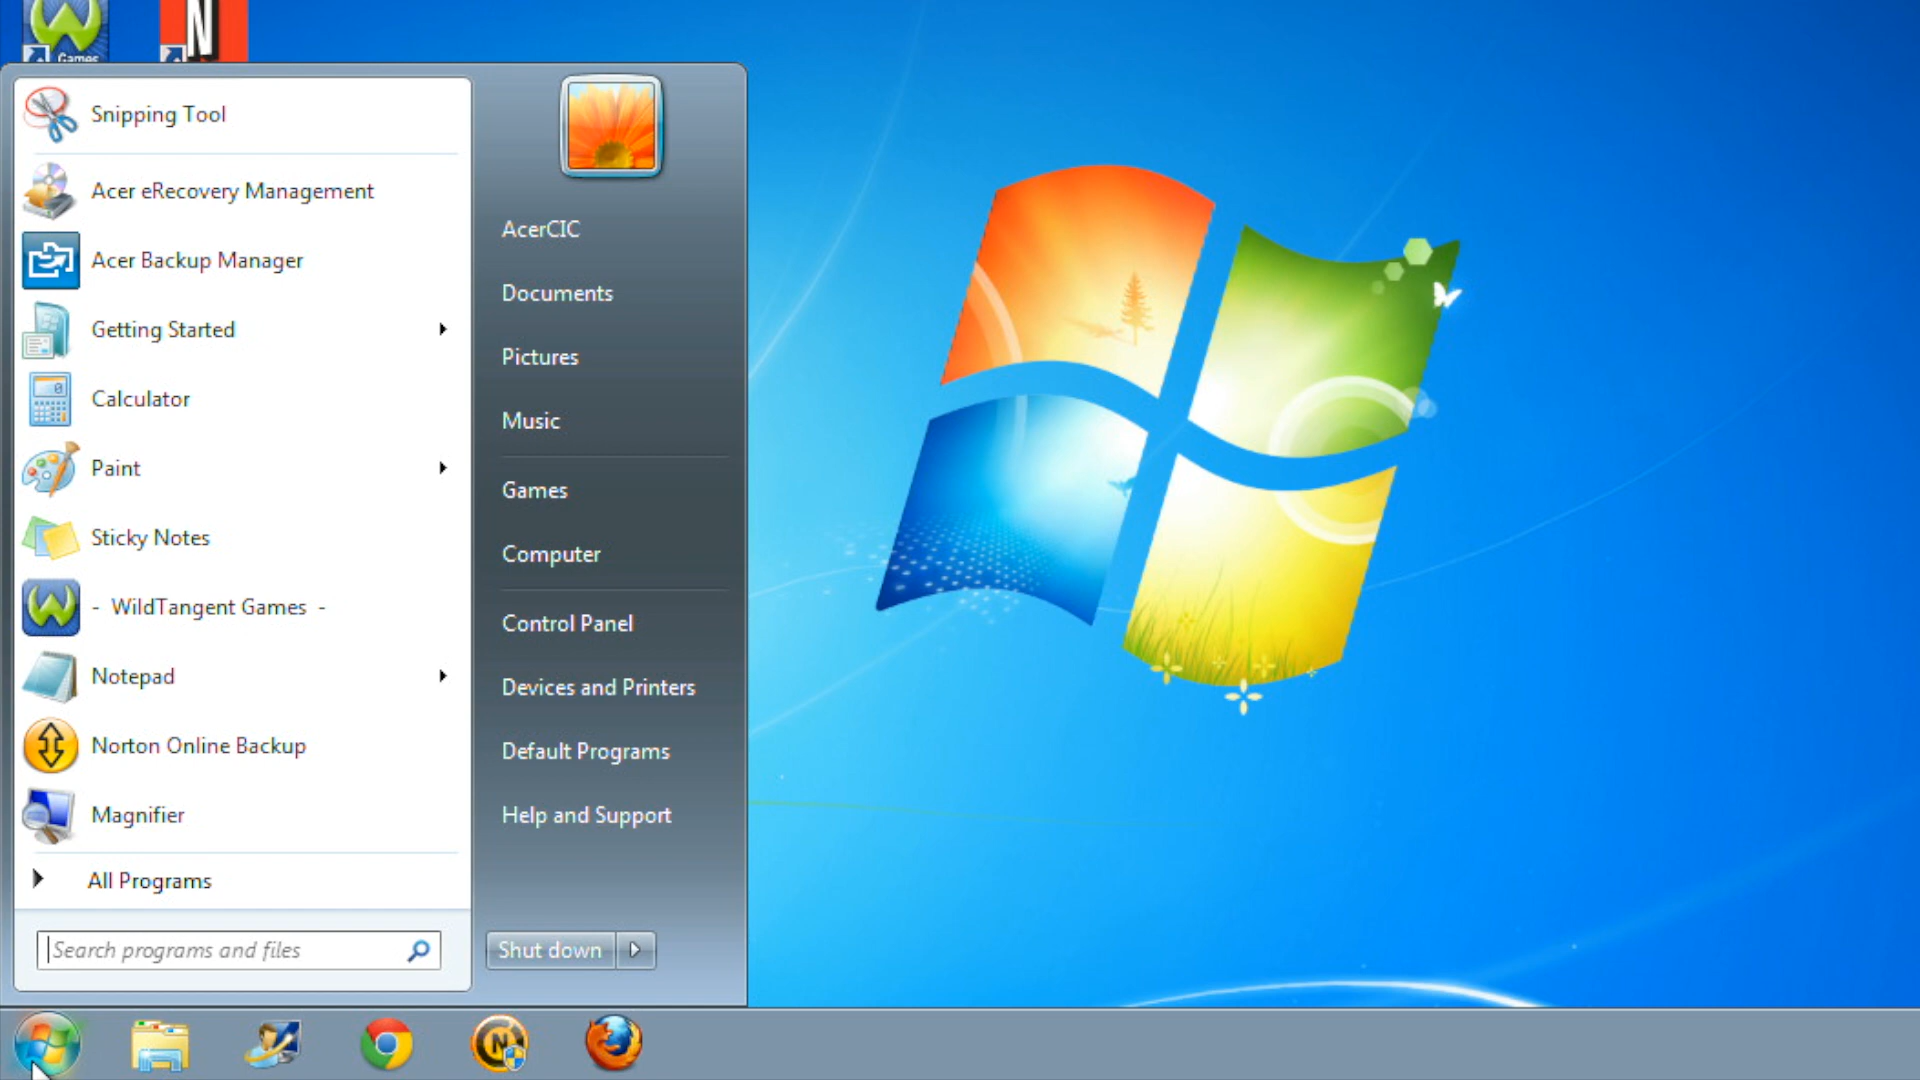 Games
N
Snipping Tool
Acer eRecovery Management
Acer Backup Manager
Getting Started
Calculator
Paint
Sticky Notes
- WildTangent Games -
Notepad
Norton Online Backup
Magnifier
All Programs
Search programs and files
AcerCIC
Documents
Pictures
Music
Games
Computer
Control Panel
Devices and Printers
Default Programs
Help and Support
Shut down
N